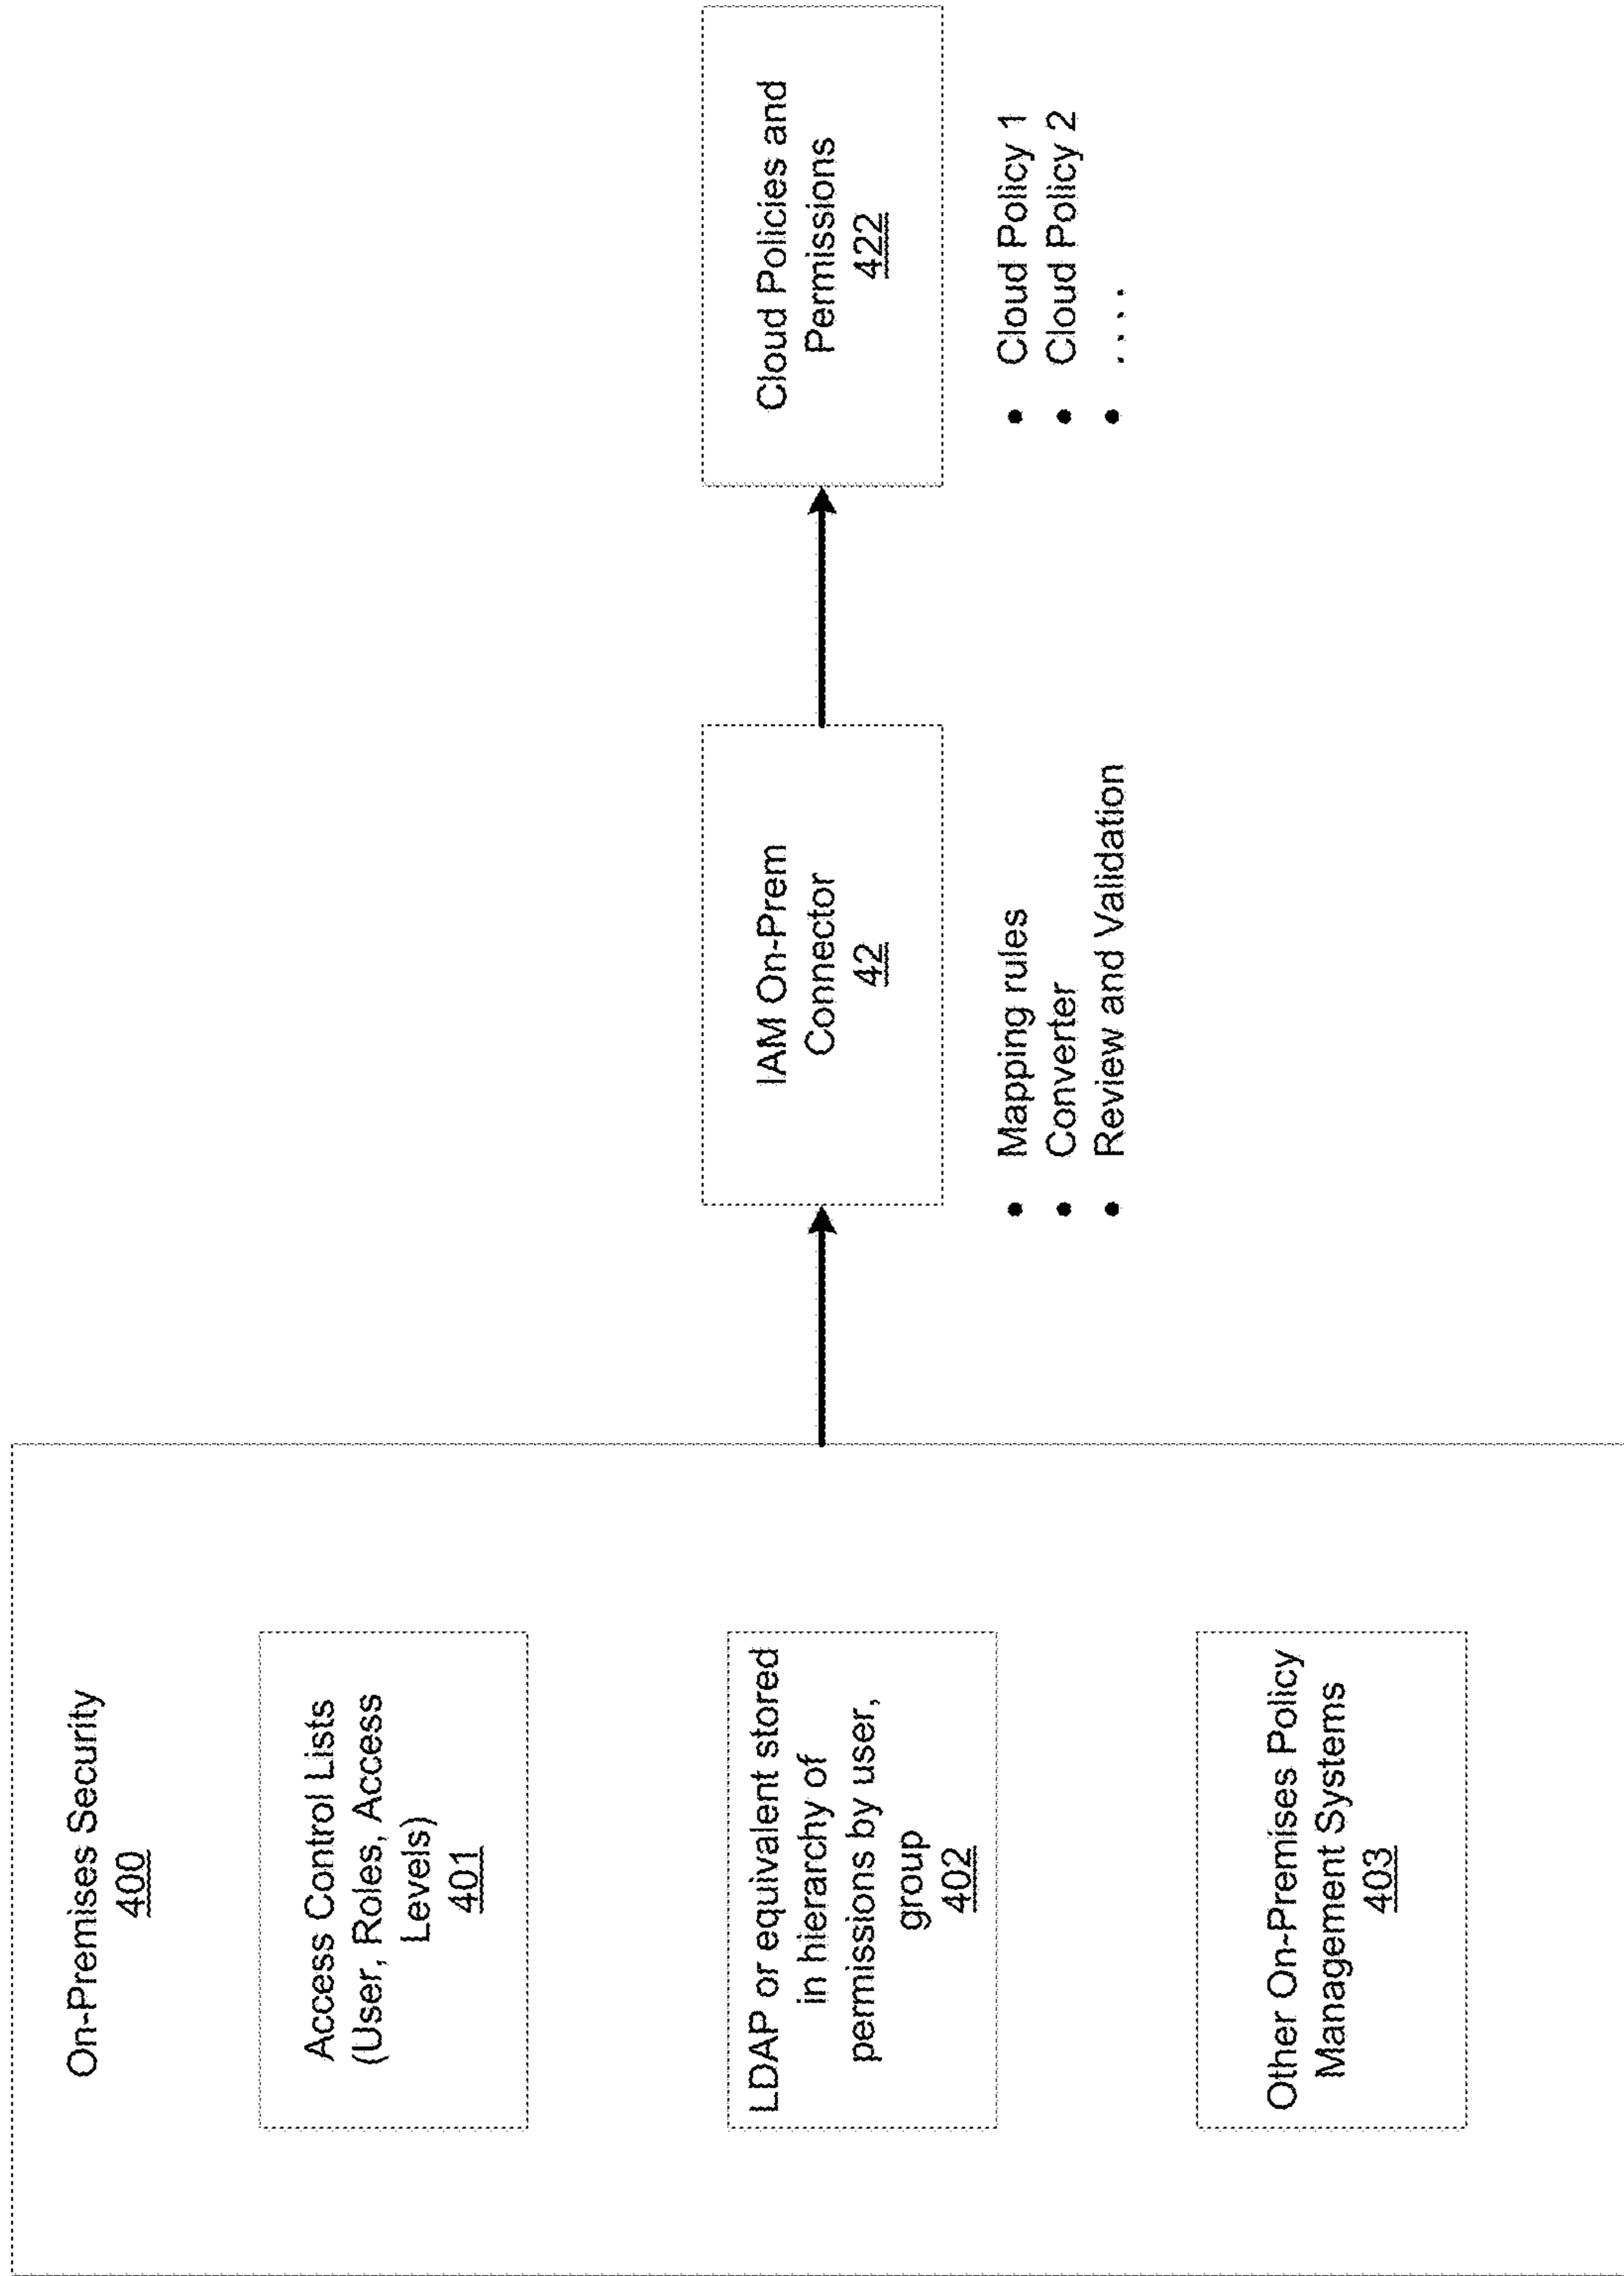 On-Premises Security
400
Access Control Lists
(User, Roles, Access
Levels)
401
LDAP or equivalent stored
in hierarchy of
permissions by user,
group
402
Other On-Premises Policy
Management Systems
403
IAM On-Prem
Connector
42
• Mapping rules
• Converter
• Review and Validation
Cloud Policies and
Permissions
422
• Cloud Policy 1
• Cloud Policy 2
• ....